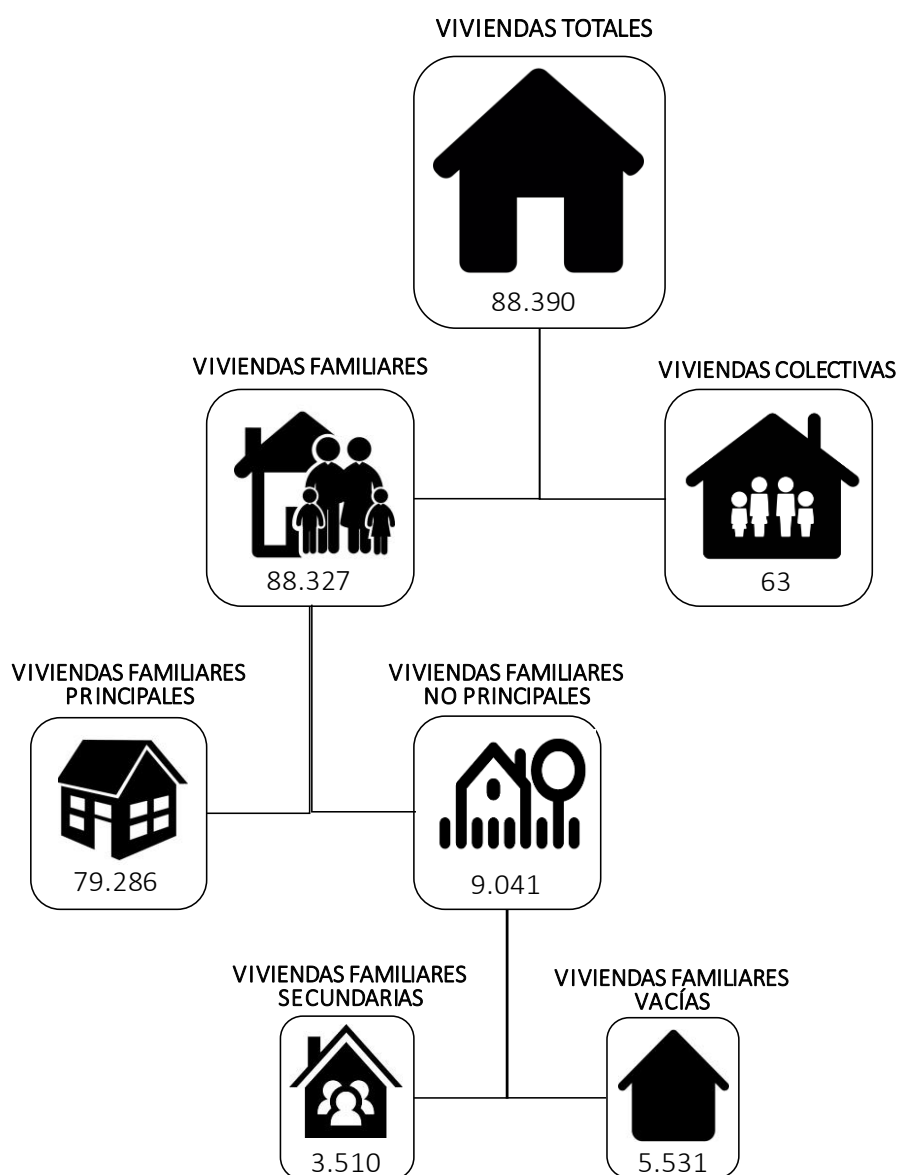 VIVIENDAS TOTALES
88.390
VIVIENDAS FAMILIARES
88.327
VIVIENDAS COLECTIVAS
63
VIVIENDAS FAMILIARES
PRINCIPALES
79.286
VIVIENDAS FAMILIARES
NO PRINCIPALES
9.041
VIVIENDAS FAMILIARES
SECUNDARIAS
3.510
VIVIENDAS FAMILIARES
VACÍAS
5.531